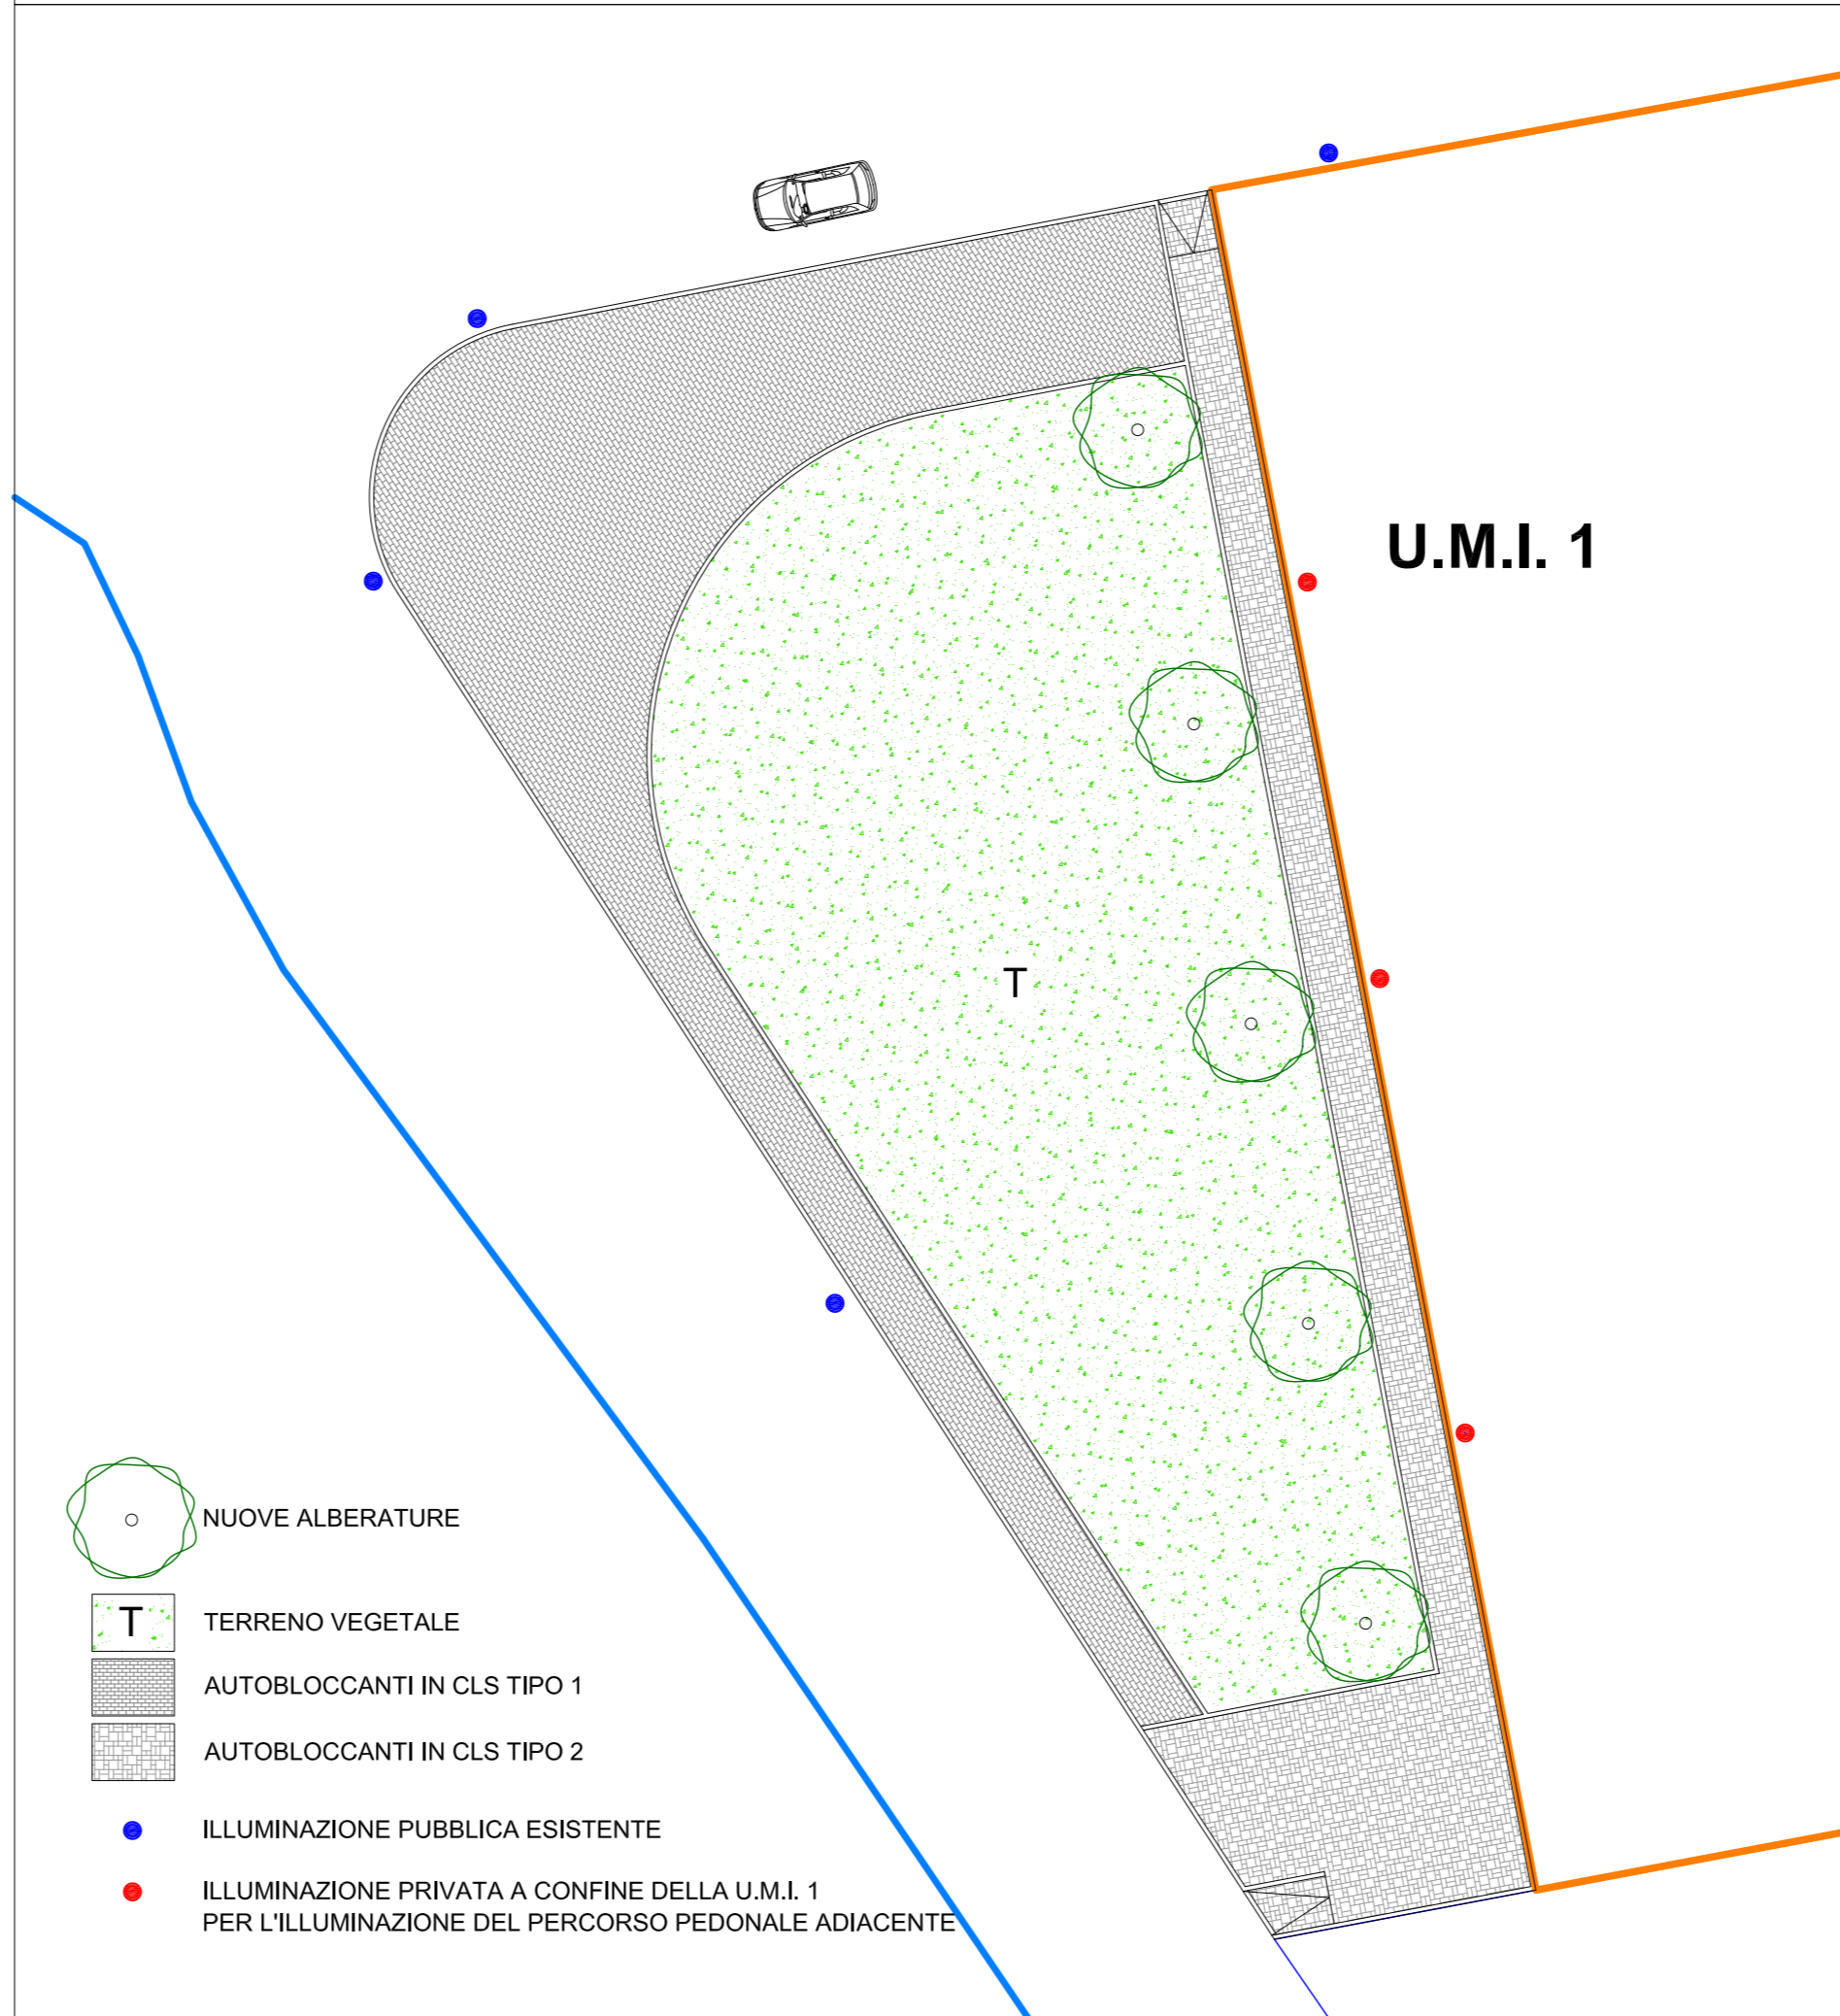 U.M.I. 1
T
NUOVE ALBERATURE
T
TERRENO VEGETALE
AUTOBLOCCANTI IN CLS TIPO 1
AUTOBLOCCANTI IN CLS TIPO 2
ILLUMINAZIONE PUBBLICA ESISTENTE
ILLUMINAZIONE PRIVATA A CONFINE DELLA U.M.I. 1
PER L'ILLUMINAZIONE DEL PERCORSO PEDONALE ADIACENTE